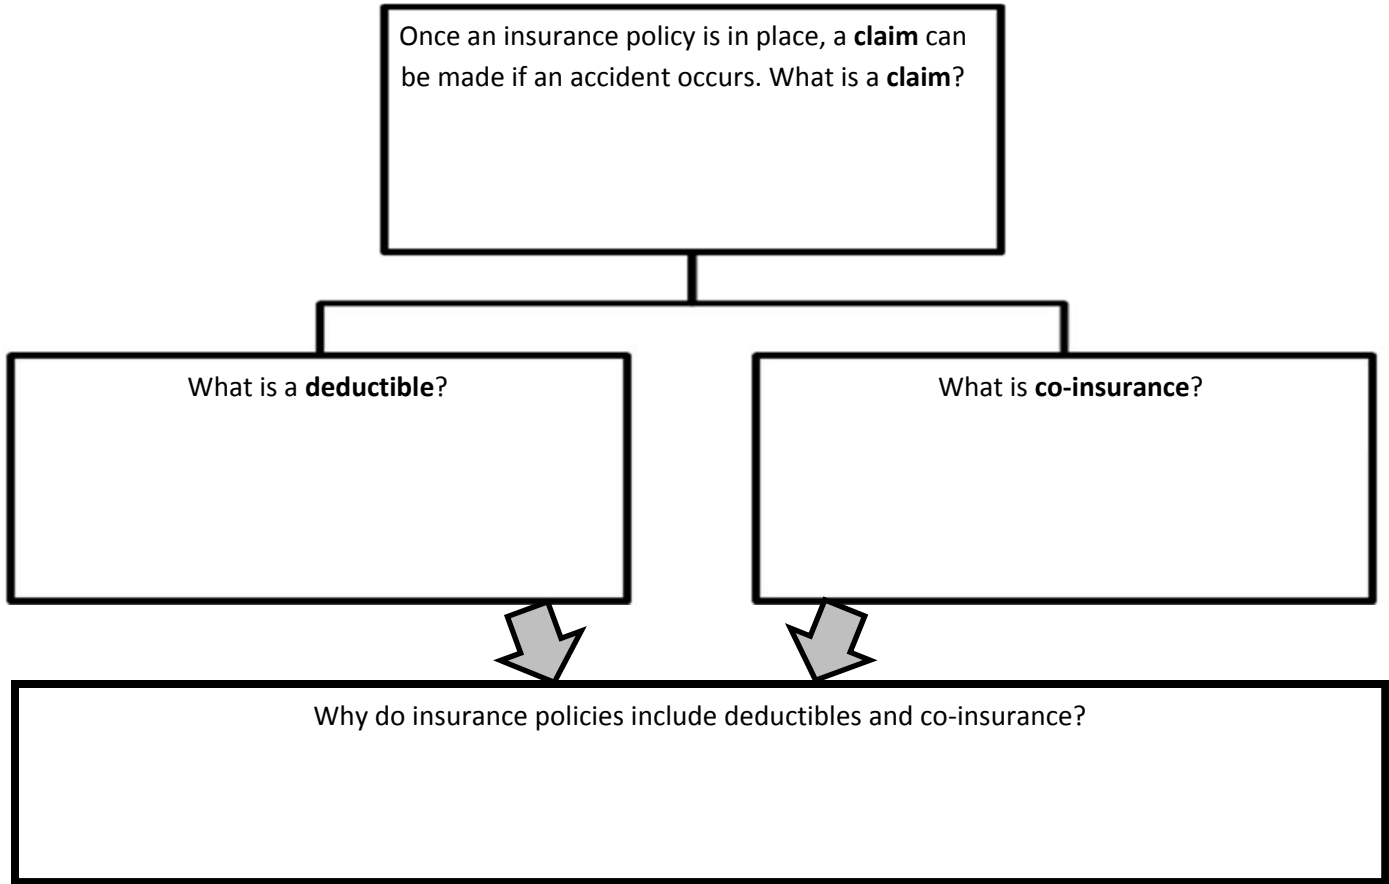 Once an insurance policy is in place, a claim can
be made if an accident occurs. What is a claim?
What is a deductible?
What is co-insurance?
Why do insurance policies include deductibles and co-insurance?